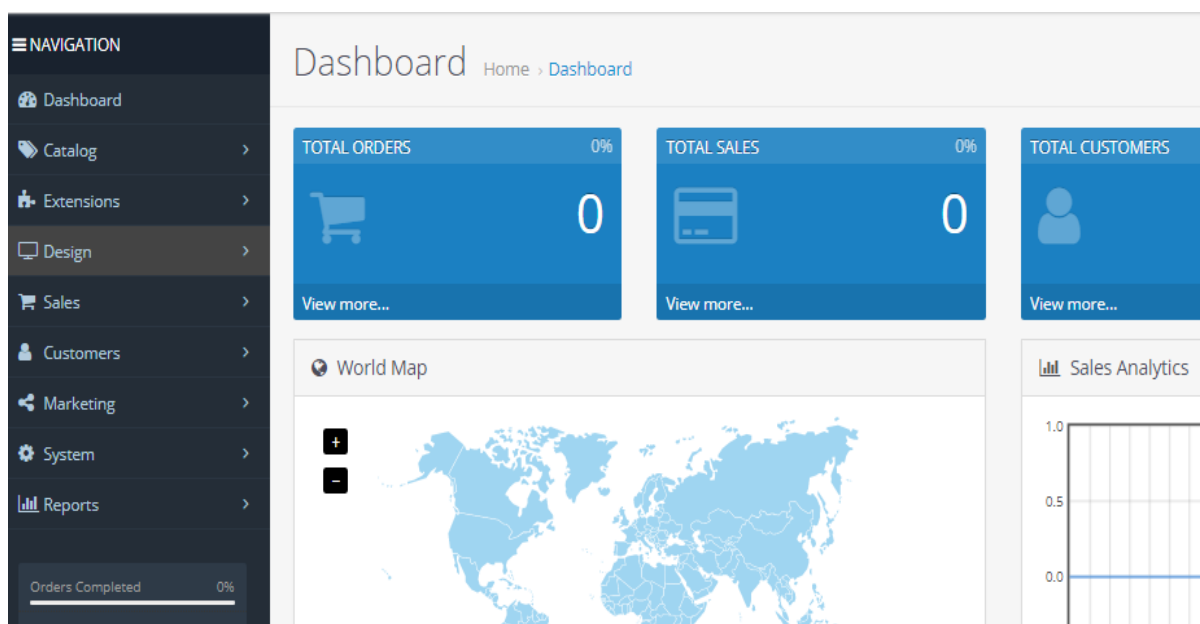 NAVIGATION
Dashboard
Catalog
Extensions
Design
Sales
Customers
Marketing
System
Reports
Orders Completed 0%
Dashboard Home › Dashboard
TOTAL ORDERS 0%
0
View more...
TOTAL SALES 0%
0
View more...
TOTAL CUSTOMERS
View more...
World Map
+
−
Sales Analytics
1.0
0.5
0.0